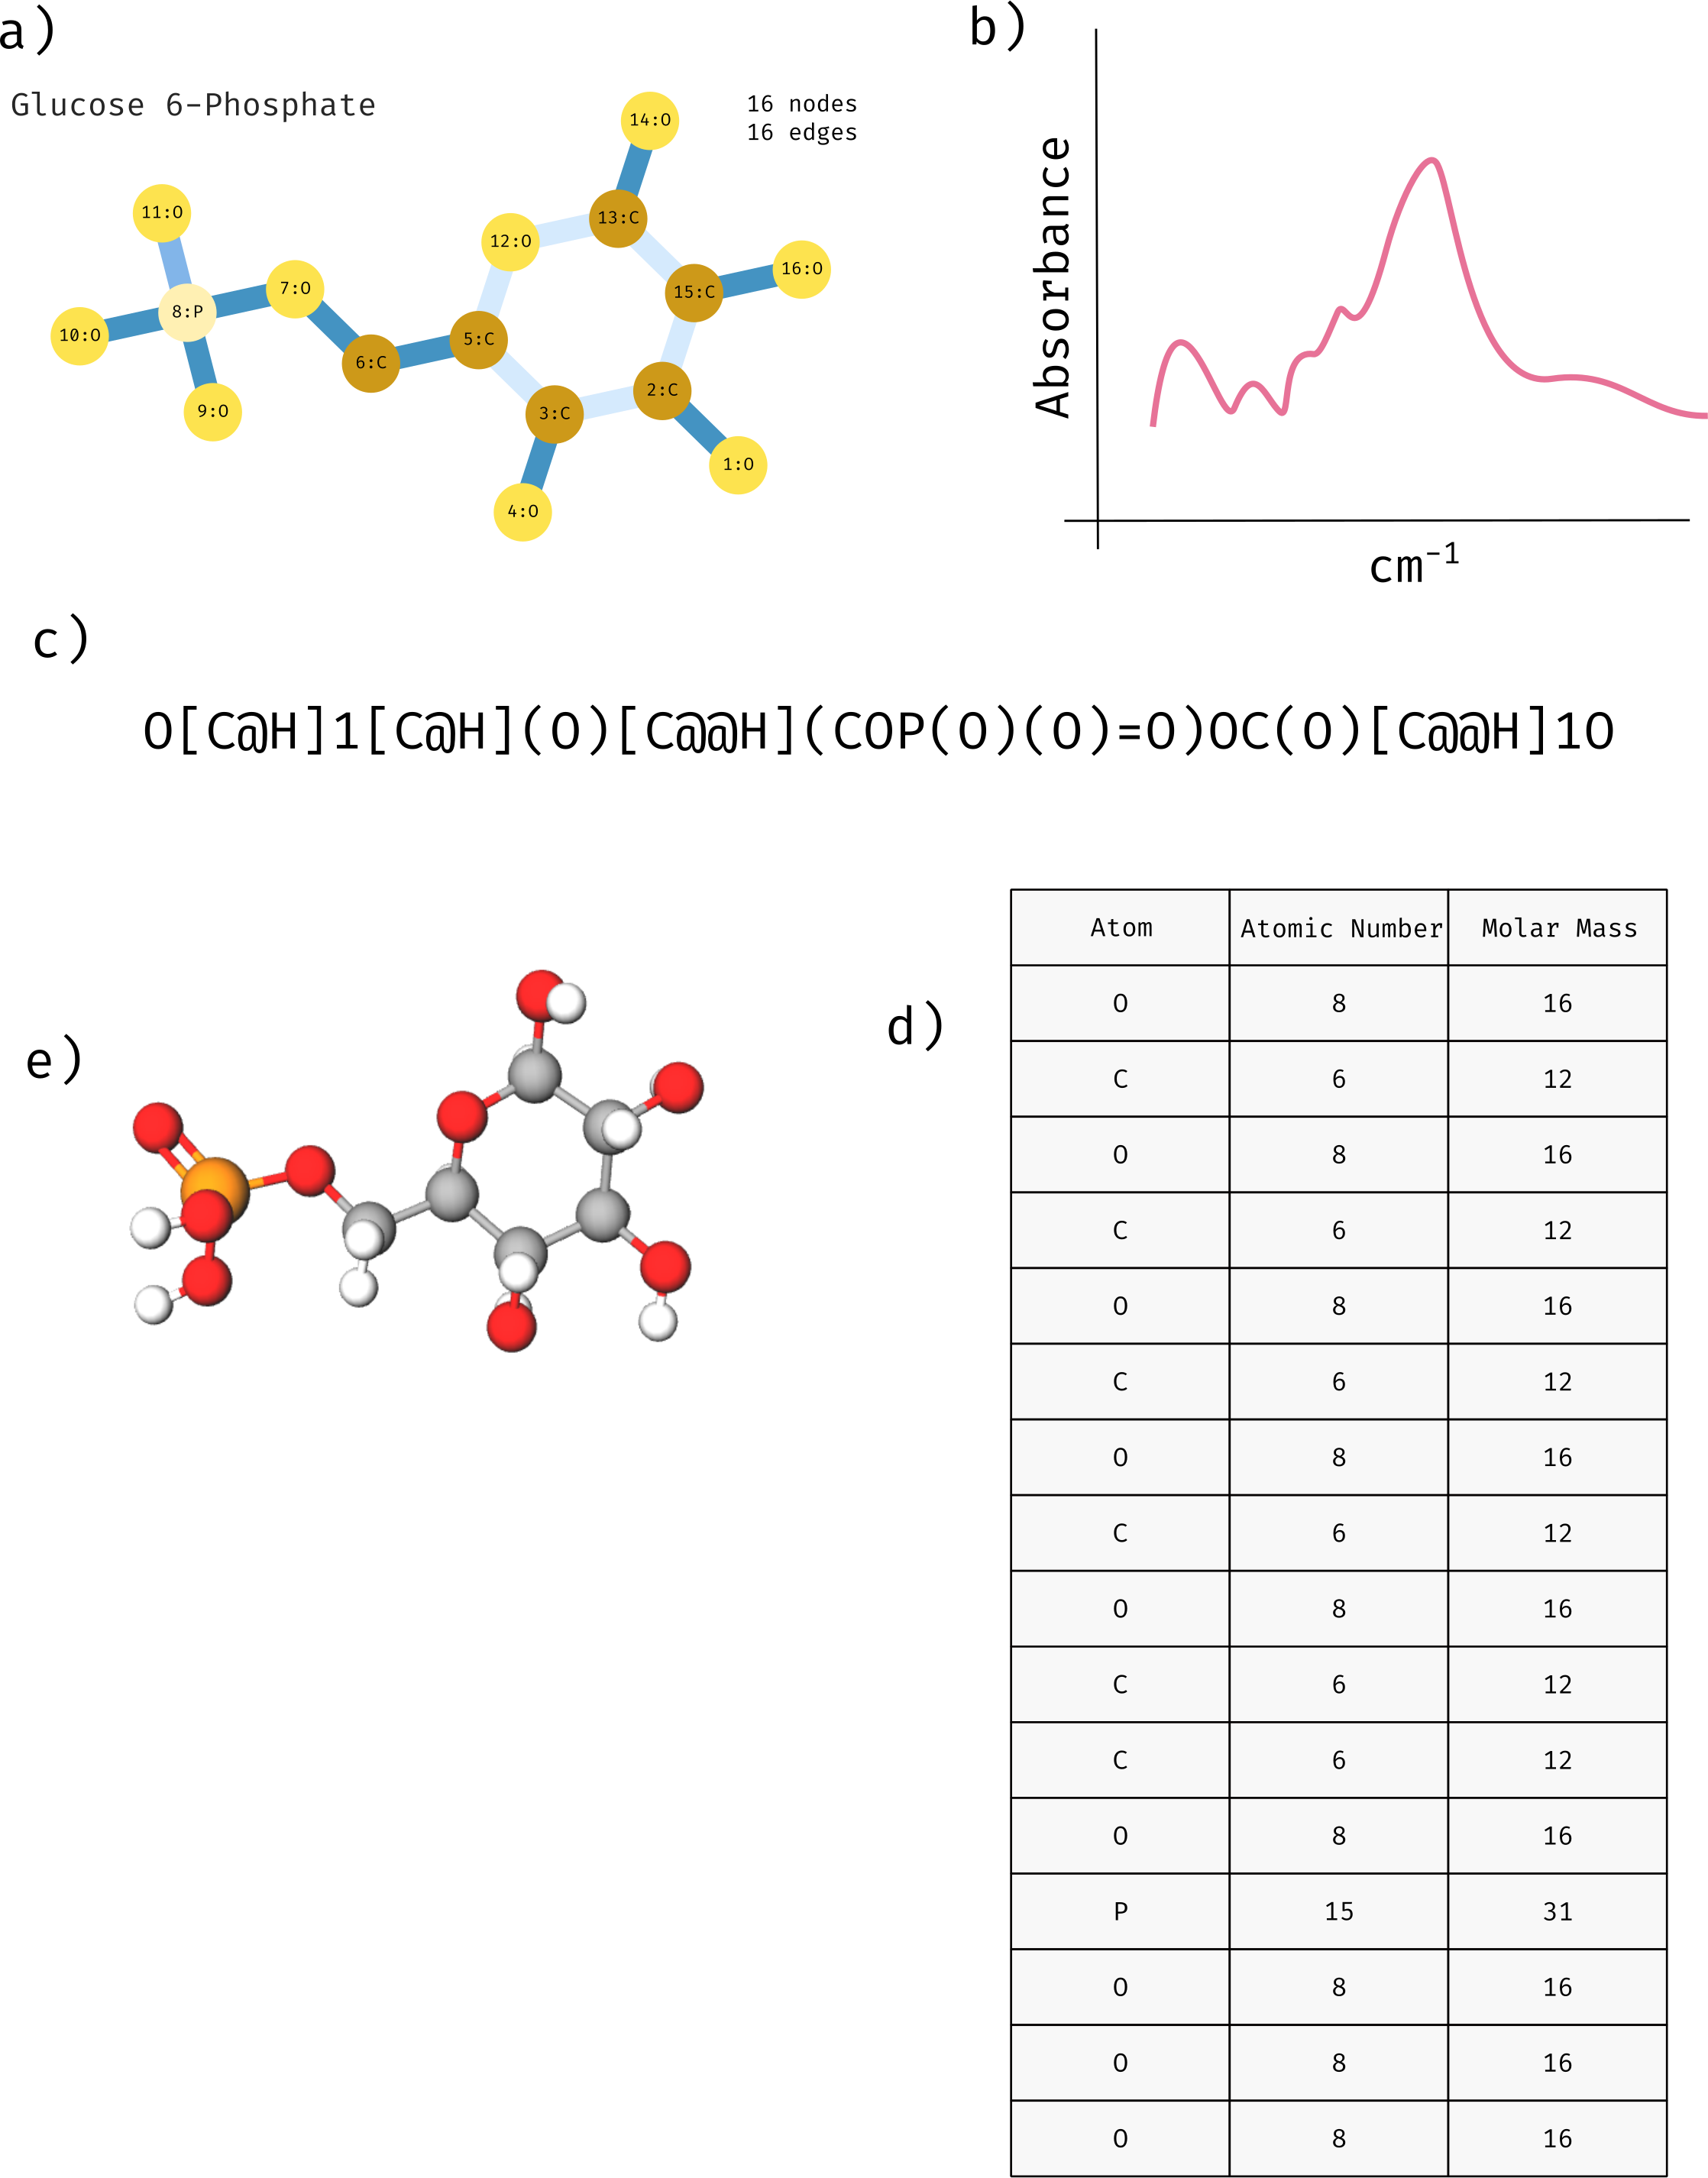 a)
Glucose 6-Phosphate
16 nodes
16 edges
14:O
11:O
13:C
12:O
16:O
7:O
15:C
8:P
10:O
5:C
6:C
2:C
9:O
3:C
1:O
4:O
b)
Absorbance
cm⁻¹
c)
O[C@H]1[C@H](O)[C@@H](COP(O)(O)=O)OC(O)[C@@H]1O
e)
d)
Atom Atomic Number Molar Mass
O 8 16
C 6 12
O 8 16
C 6 12
O 8 16
C 6 12
O 8 16
C 6 12
O 8 16
C 6 12
C 6 12
O 8 16
P 15 31
O 8 16
O 8 16
O 8 16